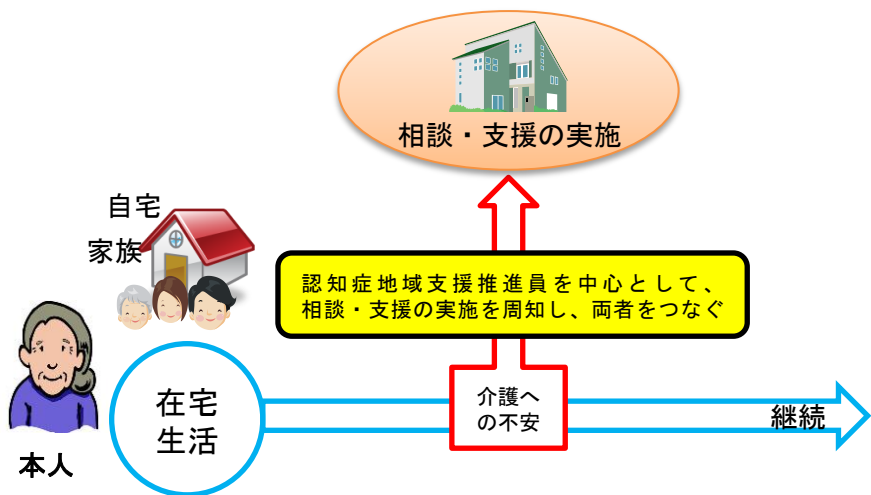 相談・支援の実施
自宅
家族
認知症地域支援推進員を中心として、
相談・支援の実施を周知し、両者をつなぐ
介護へ
の不安
在宅
生活
継続
本人